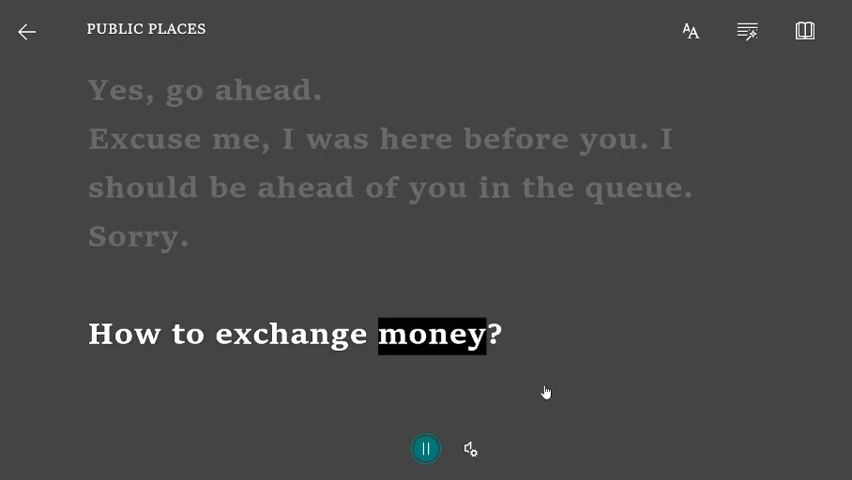 PUBLIC PLACES
AA
Yes, go ahead.
Excuse me, I was here before you. I
should be ahead of you in the queue.
Sorry.
How to exchange money?